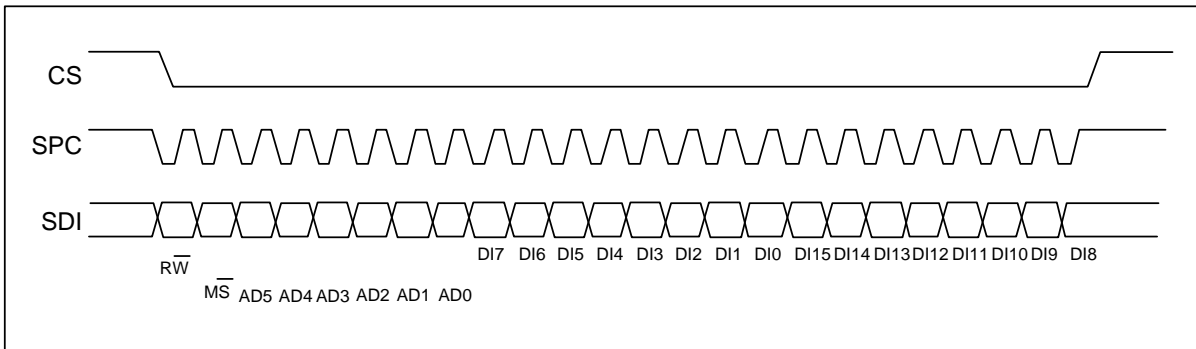 CS
SPC
SDI
RW̅ DI7 DI6 DI5 DI4 DI3 DI2 DI1 DI0 DI15 DI14 DI13 DI12 DI11 DI10 DI9 DI8
MS̅ AD5 AD4 AD3 AD2 AD1 AD0